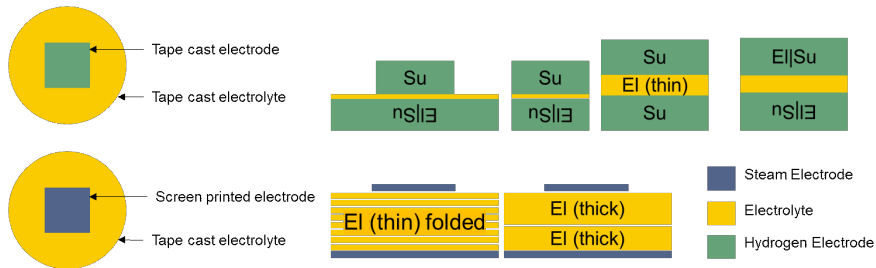 Tape cast electrode
Tape cast electrolyte
Su
El|Su
Su
El|Su
Su
El (thin)
Su
El|Su
El|Su
Screen printed electrode
Tape cast electrolyte
El (thin) folded
El (thick)
El (thick)
Steam Electrode
Electrolyte
Hydrogen Electrode